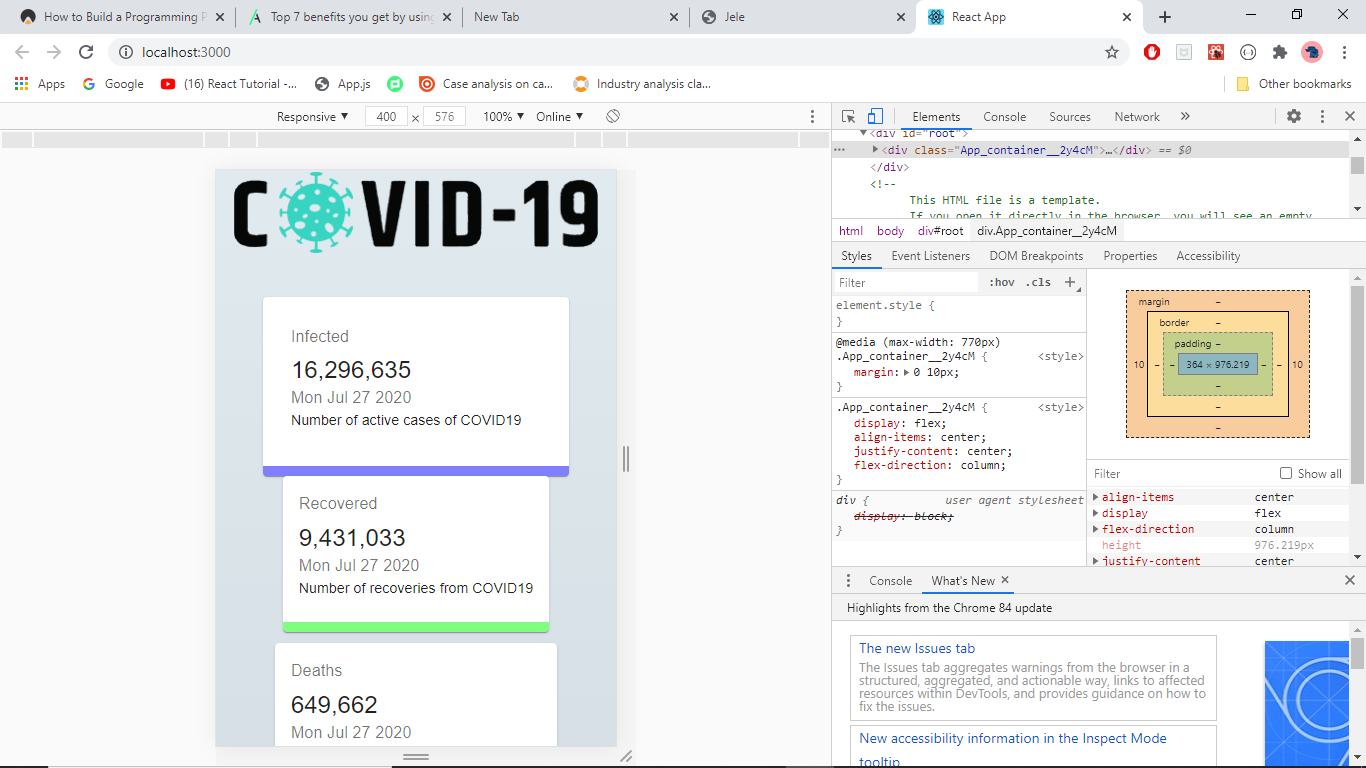 How to Build a Programming P
Top 7 benefits you get by using
New Tab
Jele
React App
localhost:3000
Apps
Google
(16) React Tutorial -...
App.js
Case analysis on ca...
Industry analysis cla...
Other bookmarks
Responsive ▼ 400 × 576 100% ▼ Online ▼
Elements Console Sources Network »
▼<div id="root">
••• ▶<div class="App_container__2y4cM">…</div> == $0
</div>
<!--
This HTML file is a template.
If you open it directly in the browser, you will see an empty
html body div#root div.App_container__2y4cM
Styles Event Listeners DOM Breakpoints Properties Accessibility
Filter :hov .cls +
element.style {
}
@media (max-width: 770px)
.App_container__2y4cM { <style>
margin: ▶ 0 10px;
}
.App_container__2y4cM { <style>
display: flex;
align-items: center;
justify-content: center;
flex-direction: column;
}
div { user agent stylesheet
display: block;
}
margin –
border –
padding –
10 – – 364 × 976.219 – – 10
–
–
–
Filter Show all
align-items center
display flex
flex-direction column
height 976.219px
justify-content center
Console What's New ×
Highlights from the Chrome 84 update
The new Issues tab
The Issues tab aggregates warnings from the browser in a
structured, aggregated, and actionable way, links to affected
resources within DevTools, and provides guidance on how to
fix the issues.
New accessibility information in the Inspect Mode
tooltip
COVID-19
Infected
16,296,635
Mon Jul 27 2020
Number of active cases of COVID19
Recovered
9,431,033
Mon Jul 27 2020
Number of recoveries from COVID19
Deaths
649,662
Mon Jul 27 2020